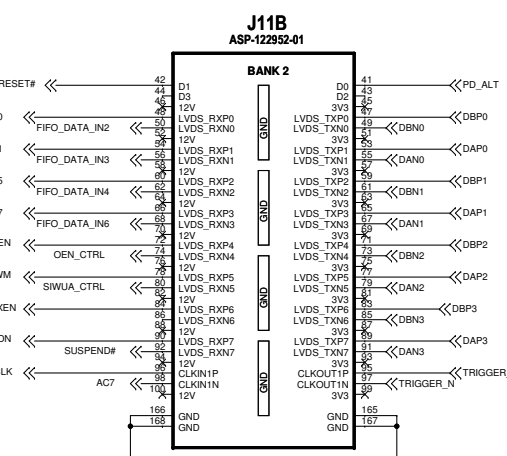 J11B
ASP-122952-01
BANK 2
RESET# 42 D1 D0 41 PD_ALT
44 D3 D2 43
46 12V 3V3 45
48 LVDS_RXP0 LVDS_TXP0 47 DBP0
FIFO_DATA_IN2 50 LVDS_RXN0 LVDS_TXN0 49 DBN0
52 12V 3V3 51
54 LVDS_RXP1 LVDS_TXP1 53 DAP0
FIFO_DATA_IN3 56 LVDS_RXN1 LVDS_TXN1 55 DAN0
58 12V 3V3 57
60 LVDS_RXP2 LVDS_TXP2 59 DBP1
FIFO_DATA_IN4 62 LVDS_RXN2 LVDS_TXN2 61 DBN1
64 12V 3V3 63
66 LVDS_RXP3 LVDS_TXP3 65 DAP1
FIFO_DATA_IN6 68 LVDS_RXN3 LVDS_TXN3 67 DAN1
70 12V 3V3 69
EN 72 LVDS_RXP4 LVDS_TXP4 71 DBP2
OEN_CTRL 74 LVDS_RXN4 LVDS_TXN4 73 DBN2
76 12V 3V3 75
WM 78 LVDS_RXP5 LVDS_TXP5 77 DAP2
SIWUA_CTRL 80 LVDS_RXN5 LVDS_TXN5 79 DAN2
82 12V 3V3 81
XEN 84 LVDS_RXP6 LVDS_TXP6 83 DBP3
86 LVDS_RXN6 LVDS_TXN6 85 DBN3
88 12V 3V3 87
ON 90 LVDS_RXP7 LVDS_TXP7 89 DAP3
SUSPEND# 92 LVDS_RXN7 LVDS_TXN7 91 DAN3
94 12V 3V3 93
LK 96 CLKIN1P CLKOUT1P 95 TRIGGER_
AC7 98 CLKIN1N CLKOUT1N 97 TRIGGER_N
100 12V 3V3 99
166 GND GND 165
168 GND GND 167
GND
GND
GND
GND